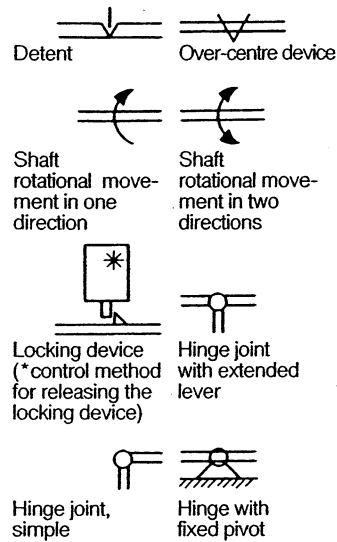 Detent
Over-centre device
Shaft
rotational move-
ment in one
direction
Shaft
rotational move-
ment in two
directions
*
Locking device
(*control method
for releasing the
locking device)
Hinge joint
with extended
lever
Hinge joint,
simple
Hinge with
fixed pivot